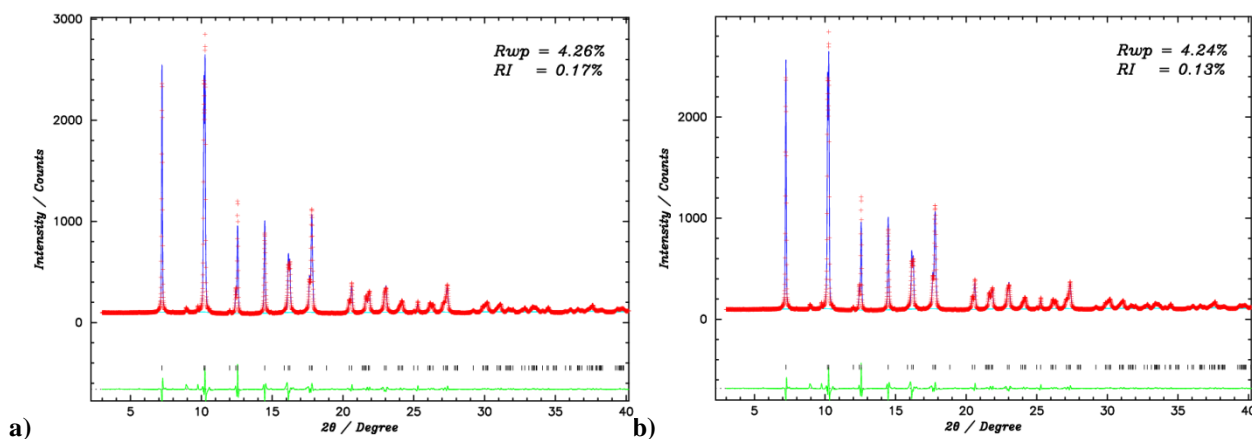 3000
2000
1000
0
Intensity / Counts
Rwp = 4.26%
RI = 0.17%
5 10 15 20 25 30 35 40
2θ / Degree
a)
2000
1000
0
Intensity / Counts
Rwp = 4.24%
RI = 0.13%
5 10 15 20 25 30 35 40
2θ / Degree
b)